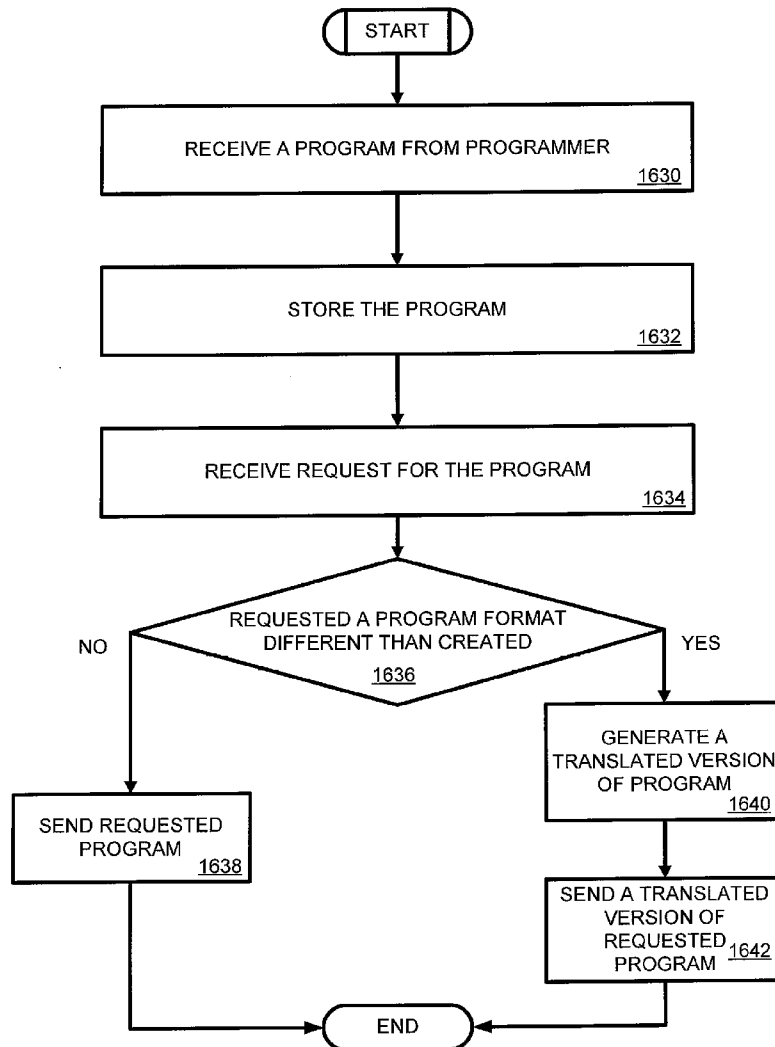 START
RECEIVE A PROGRAM FROM PROGRAMMER
1630
STORE THE PROGRAM
1632
RECEIVE REQUEST FOR THE PROGRAM
1634
REQUESTED A PROGRAM FORMAT
DIFFERENT THAN CREATED
1636
NO
YES
GENERATE A
TRANSLATED VERSION
OF PROGRAM
1640
SEND REQUESTED
PROGRAM
1638
SEND A TRANSLATED
VERSION OF
REQUESTED
PROGRAM
1642
END